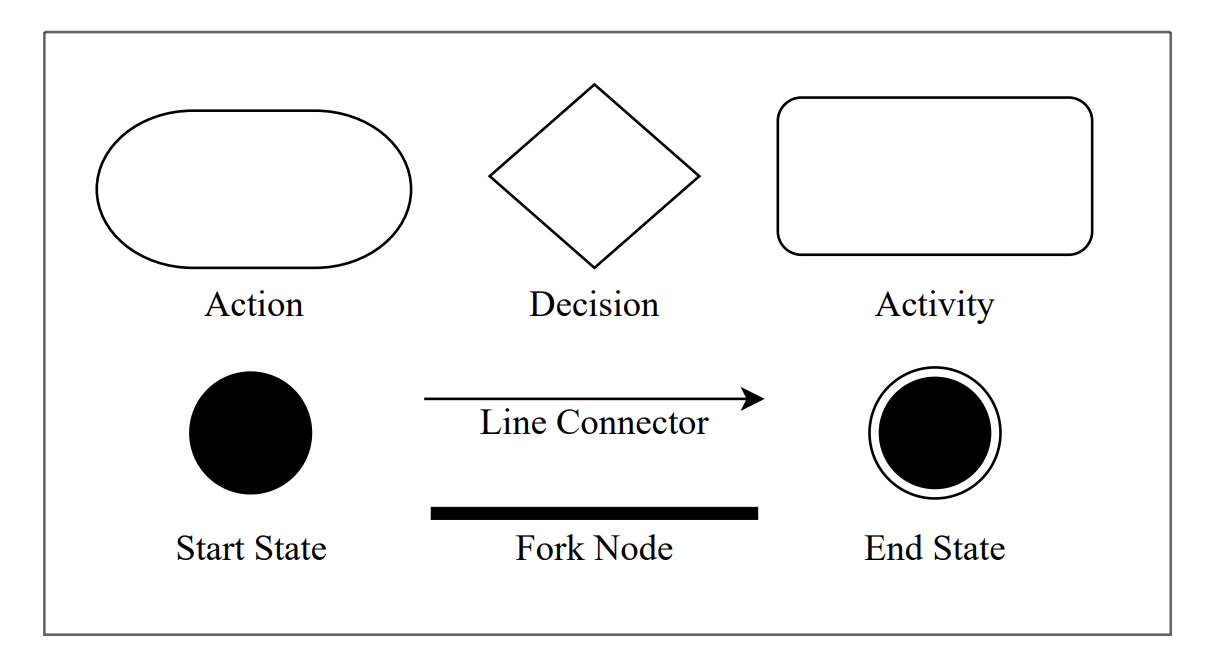 Action
Decision
Activity
Line Connector
Start State
Fork Node
End State